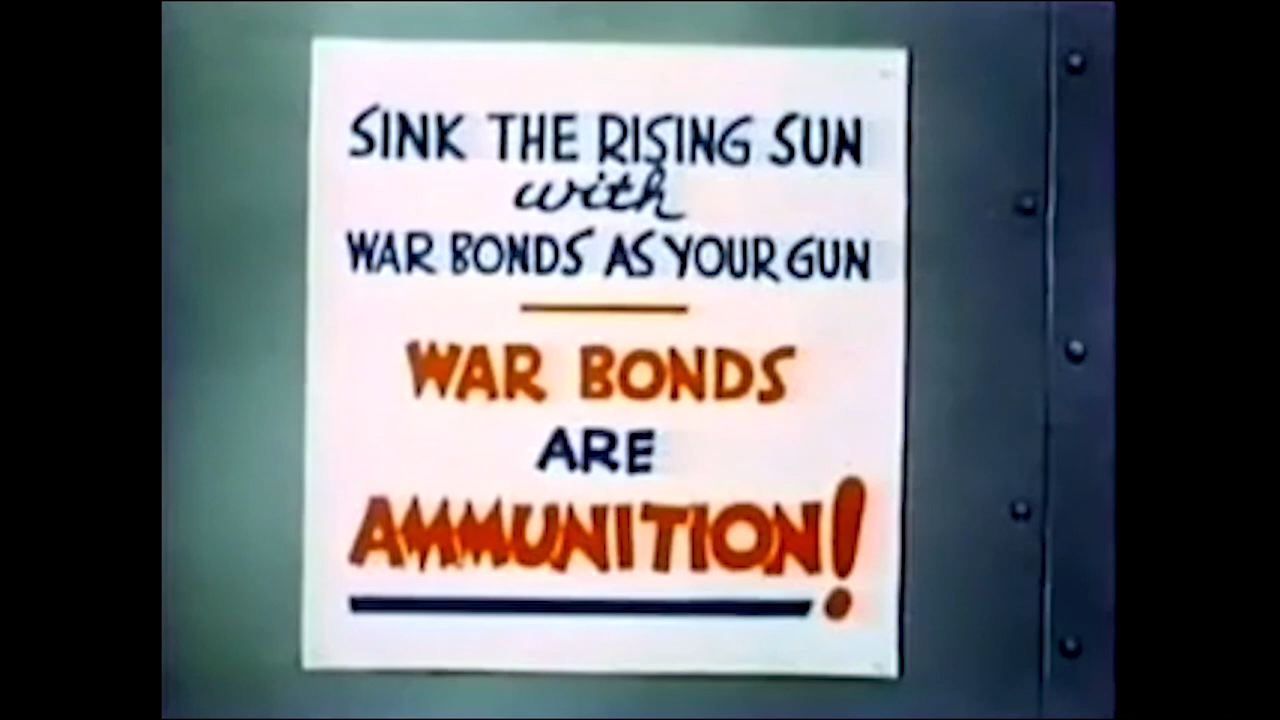 SINK THE RISING SUN
with
WAR BONDS AS YOUR GUN
WAR BONDS
ARE
AMMUNITION!